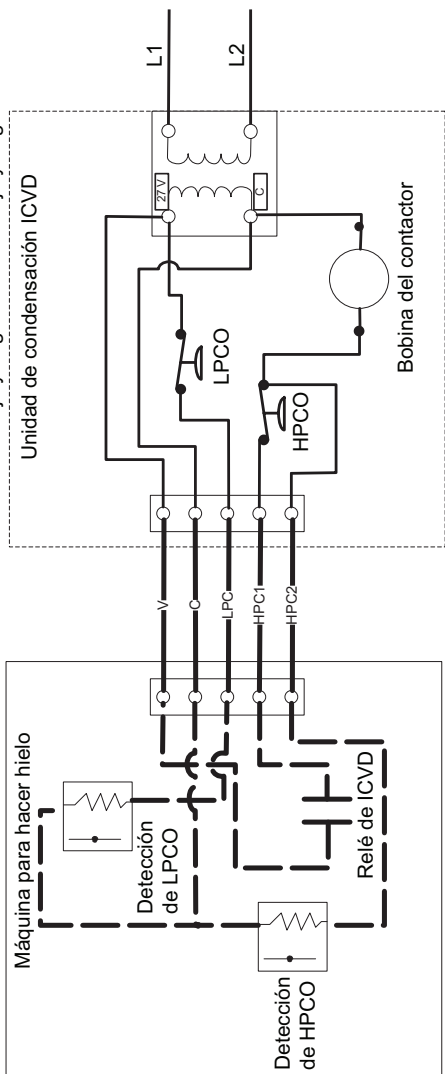 Máquina para hacer hielo
Detección
de LPCO
Detección
de HPCO
Relé de ICVD
V
C
LPC
HPC1
HPC2
Unidad de condensación ICVD
LPCO
HPCO
Bobina del contactor
27 V
C
L1
L2